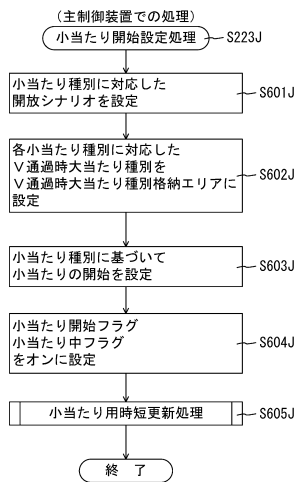 （主制御装置での処理）
小当たり開始設定処理 S223J
小当たり種別に対応した
開放シナリオを設定
S601J
各小当たり種別に対応した
V通過時大当たり種別を
V通過時大当たり種別格納エリアに
設定
S602J
小当たり種別に基づいて
小当たりの開始を設定
S603J
小当たり開始フラグ
小当たり中フラグ
をオンに設定
S604J
小当たり用時短更新処理 S605J
終 了